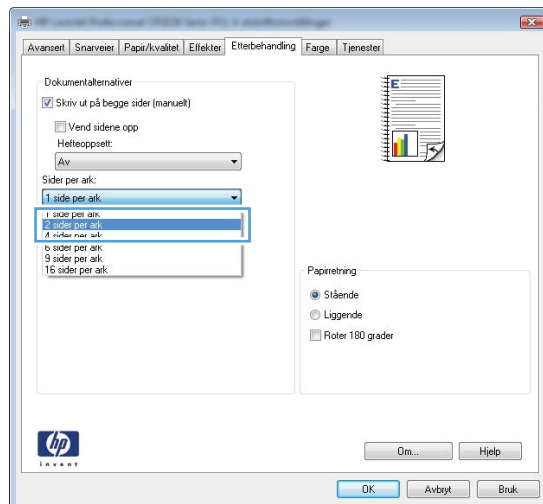 Avansert Snarveier Papir/kvalitet Effekter Etterbehandling Farge Tjenester
Dokumentalternativer
Skriv ut på begge sider (manuelt)
Vend sidene opp
Hefteoppsett:
Av
Sider per ark:
1 side per ark
1 side per ark
2 sider per ark
4 sider per ark
6 sider per ark
9 sider per ark
16 sider per ark
E
Papirretning
Stående
Liggende
Roter 180 grader
hp
invent
Om... Hjelp
OK Avbryt Bruk